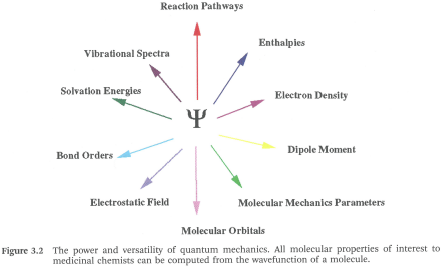 Reaction Pathways
Vibrational Spectra
Enthalpies
Solvation Energies
Electron Density
Ψ
Bond Orders
Dipole Moment
Electrostatic Field
Molecular Mechanics Parameters
Molecular Orbitals
Figure 3.2 The power and versatility of quantum mechanics. All molecular properties of interest to
medicinal chemists can be computed from the wavefunction of a molecule.